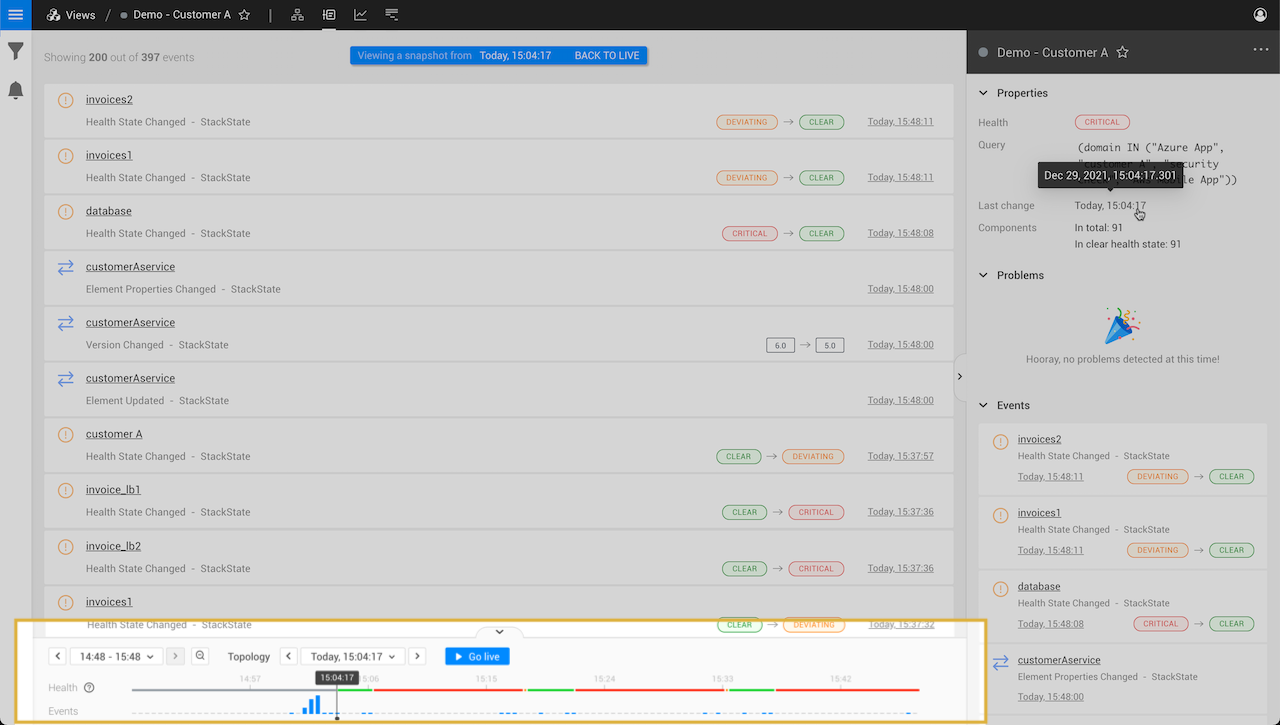 Views / Demo - Customer A
Showing 200 out of 397 events
Viewing a snapshot from Today, 15:04:17 BACK TO LIVE
invoices2
Health State Changed - StackState DEVIATING CLEAR Today, 15:48:11
invoices1
Health State Changed - StackState DEVIATING CLEAR Today, 15:48:11
database
Health State Changed - StackState CRITICAL CLEAR Today, 15:48:08
customerAservice
Element Properties Changed - StackState Today, 15:48:00
customerAservice
Version Changed - StackState 6.0 5.0 Today, 15:48:00
customerAservice
Element Updated - StackState Today, 15:48:00
customer A
Health State Changed - StackState CLEAR DEVIATING Today, 15:37:57
invoice_lb1
Health State Changed - StackState CLEAR CRITICAL Today, 15:37:36
invoice_lb2
Health State Changed - StackState CLEAR CRITICAL Today, 15:37:36
invoices1
Health State Changed - StackState CLEAR DEVIATING Today, 15:37:32
14:48 - 15:48 Topology Today, 15:04:17 Go live
14:57 15:04:17 15:06 15:15 15:24 15:33 15:42
Health ?
Events
Demo - Customer A
Properties
Health CRITICAL
Query (domain IN ("Azure App",
"customer A", "security
Dec 29, 2021, 15:04:17.301
App"))
Last change Today, 15:04:17
Components In total: 91
In clear health state: 91
Problems
Hooray, no problems detected at this time!
Events
invoices2
Health State Changed - StackState
Today, 15:48:11 DEVIATING CLEAR
invoices1
Health State Changed - StackState
Today, 15:48:11 DEVIATING CLEAR
database
Health State Changed - StackState
Today, 15:48:08 CRITICAL CLEAR
customerAservice
Element Properties Changed - StackState
Today, 15:48:00